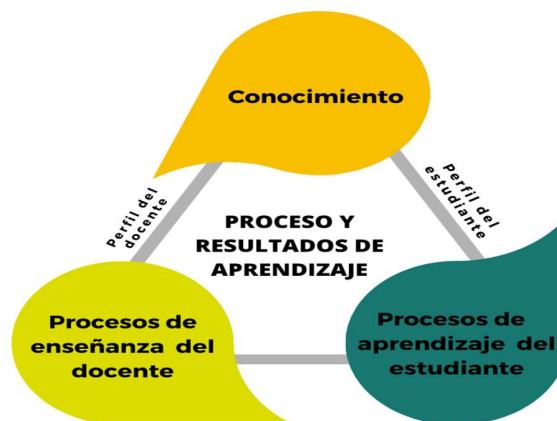 Conocimiento
Perfil del
docente
Perfil del
estudiante
PROCESO Y
RESULTADOS DE
APRENDIZAJE
Procesos de
enseñanza del
docente
Procesos de
aprendizaje del
estudiante